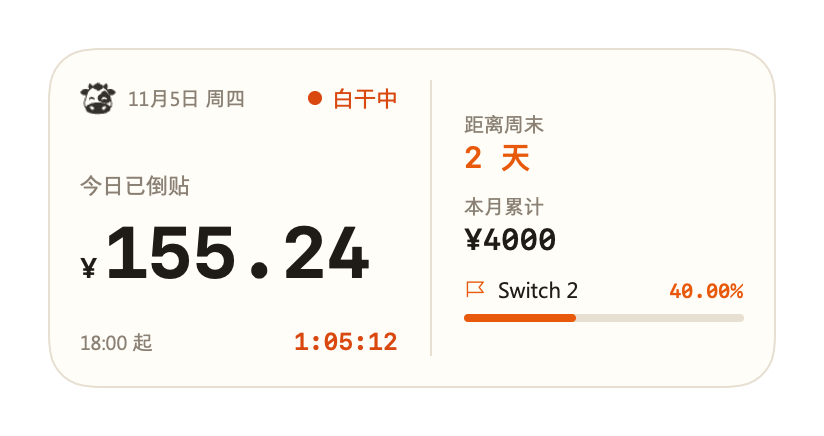 11月5日 周四
白干中
今日已倒贴
¥155.24
18:00 起
1:05:12
距离周末
2 天
本月累计
¥4000
Switch 2
40.00%